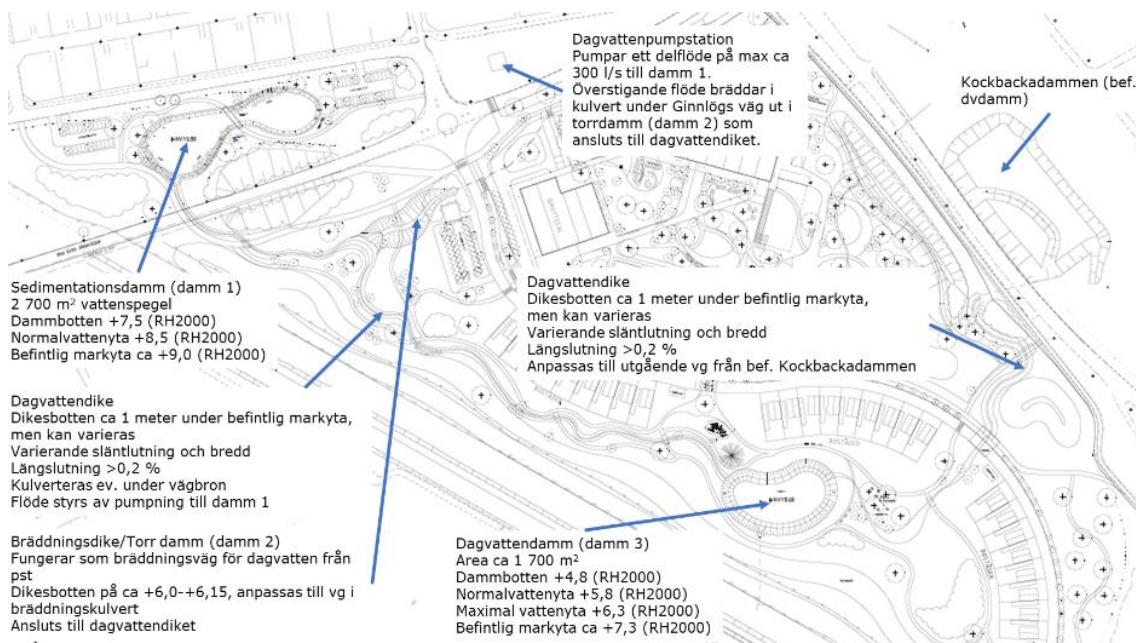 Dagvattenpumpstation
Pumpar ett delflöde på max ca
300 l/s till damm 1.
Överstigande flöde bräddar i
kulvert under Ginnlögs väg ut i
torrdamm (damm 2) som
ansluts till dagvattendiket.
Kockbackadammen (bef.
dvdamm)
Sedimentationsdamm (damm 1)
2 700 m² vattenspegel
Dammbotten +7,5 (RH2000)
Normalvattenyta +8,5 (RH2000)
Befintlig markyta ca +9,0 (RH2000)
Dagvattendike
Dikesbotten ca 1 meter under befintlig markyta,
men kan varieras
Varierande släntlutning och bredd
Längslutning >0,2 %
Anpassas till utgående vg från bef. Kockbackadammen
Dagvattendike
Dikesbotten ca 1 meter under befintlig markyta,
men kan varieras
Varierande släntlutning och bredd
Längslutning >0,2 %
Kulverteras ev. under vägbron
Flöde styrs av pumpning till damm 1
Bräddningsdike/Torr damm (damm 2)
Fungerar som bräddningsväg för dagvatten från
pst
Dikesbotten på ca +6,0-+6,15, anpassas till vg i
bräddningskulvert
Ansluts till dagvattendiket
Dagvattendamm (damm 3)
Area ca 1 700 m²
Dammbotten +4,8 (RH2000)
Normalvattenyta +5,8 (RH2000)
Maximal vattenyta +6,3 (RH2000)
Befintlig markyta ca +7,3 (RH2000)